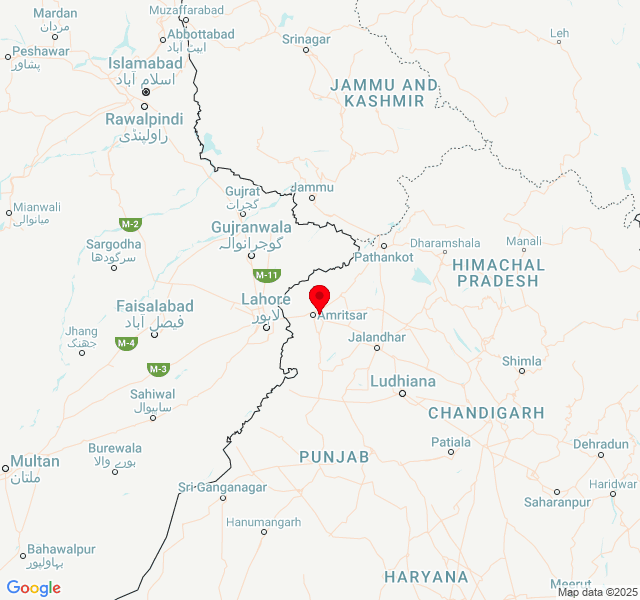 Muzaffarabad
Mardan
مردان
Abbottabad
ایبٹ آباد
Srinagar
Leh
Peshawar
پشاور
Islamabad
اسلام آباد
JAMMU AND
KASHMIR
Rawalpindi
راولپنڈی
Jammu
Gujrat
گجرات
Mianwali
میانوالی
M-2
Gujranwala
گوجرانوالہ
Sargodha
سرگودھا
Pathankot
Dharamshala
Manali
M-11
HIMACHAL
PRADESH
Faisalabad
فیصل آباد
Lahore
لاہور
Amritsar
Jhang
جھنگ
M-4
Jalandhar
M-3
Shimla
Sahiwal
ساہیوال
Ludhiana
CHANDIGARH
Burewala
بورے والا
Patiala
Dehradun
Multan
ملتان
PUNJAB
Sri Ganganagar
Haridwar
Saharanpur
Hanumangarh
Bahawalpur
بہاولپور
HARYANA
Meerut
Google
Map data ©2025